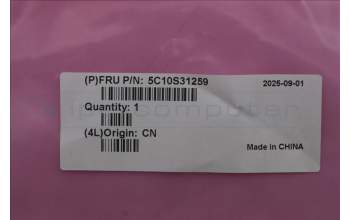 (P)FRU P/N: 5C10S31259
2025-09-01
Quantity: 1
(4L)Origin: CN
Made in CHINA